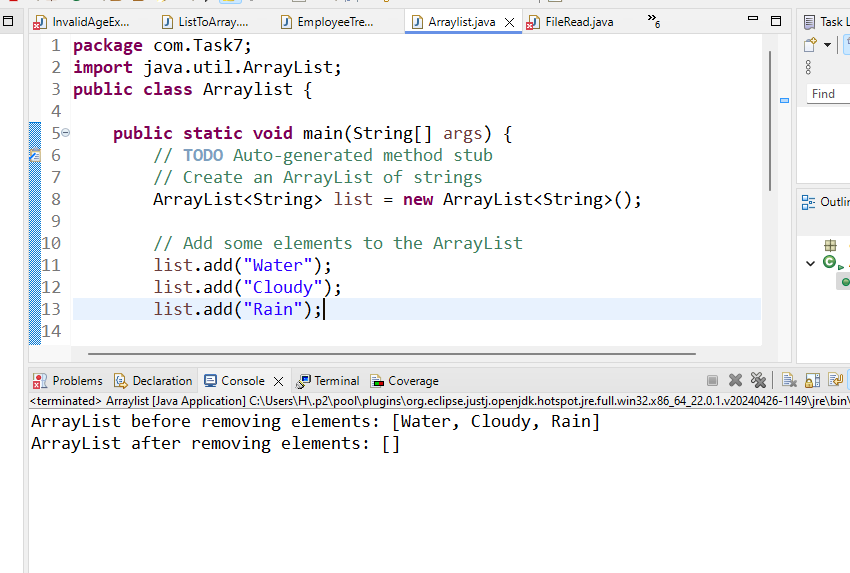 InvalidAgeEx... ListToArray.... EmployeeTre... Arraylist.java FileRead.java »6
Task L
1 package com.Task7;
2 import java.util.ArrayList;
3 public class Arraylist {
Find
4
5 public static void main(String[] args) {
6 // TODO Auto-generated method stub
7 // Create an ArrayList of strings
8 ArrayList<String> list = new ArrayList<String>();
Outlin
9
10 // Add some elements to the ArrayList
11 list.add("Water");
12 list.add("Cloudy");
13 list.add("Rain");
14
Problems Declaration Console Terminal Coverage
<terminated> Arraylist [Java Application] C:\Users\H\.p2\pool\plugins\org.eclipse.justj.openjdk.hotspot.jre.full.win32.x86_64_22.0.1.v20240426-1149\jre\bin\
ArrayList before removing elements: [Water, Cloudy, Rain]
ArrayList after removing elements: []